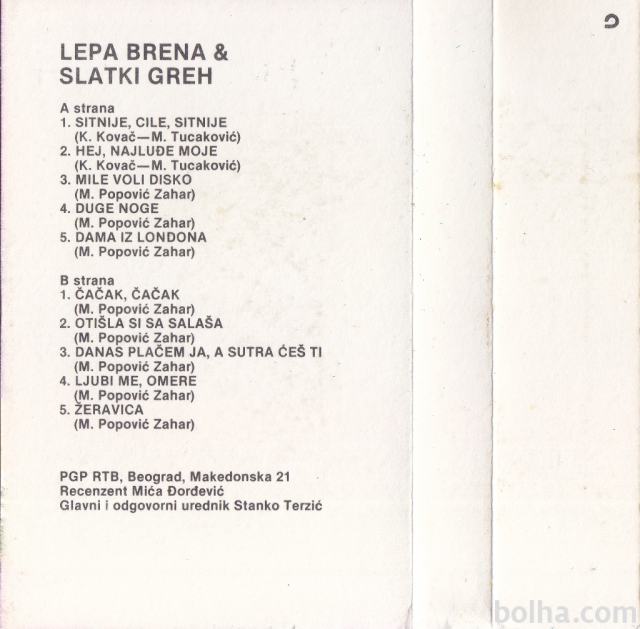 LEPA BRENA &
SLATKI GREH
A strana
1. SITNIJE, CILE, SITNIJE
(K. Kovač—M. Tucaković)
2. HEJ, NAJLUĐE MOJE
(K. Kovač—M. Tucaković)
3. MILE VOLI DISKO
(M. Popović Zahar)
4. DUGE NOGE
(M. Popović Zahar)
5. DAMA IZ LONDONA
(M. Popović Zahar)
B strana
1. ČAČAK, ČAČAK
(M. Popović Zahar)
2. OTIŠLA SI SA SALAŠA
(M. Popović Zahar)
3. DANAS PLAČEM JA, A SUTRA ĆEŠ TI
(M. Popović Zahar)
4. LJUBI ME, OMERE
(M. Popović Zahar)
5. ŽERAVICA
(M. Popović Zahar)
PGP RTB, Beograd, Makedonska 21
Recenzent Mića Đorđević
Glavni i odgovorni urednik Stanko Terzić
bolha.com